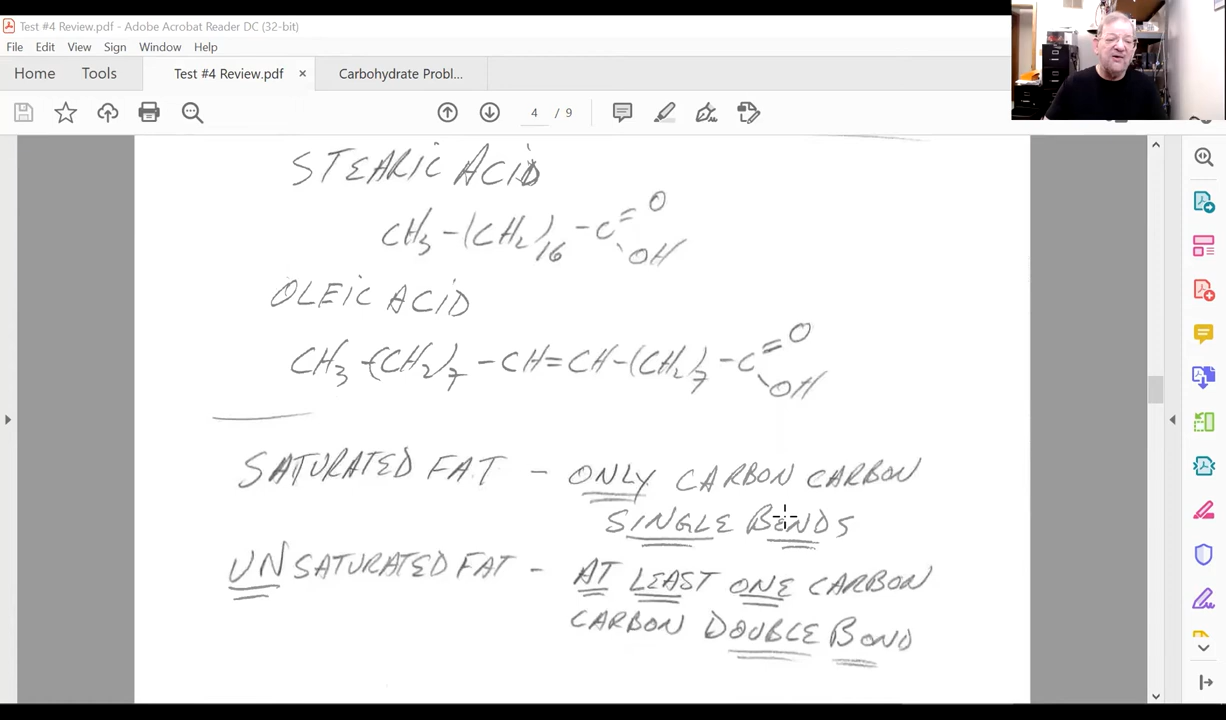 Test #4 Review.pdf - Adobe Acrobat Reader DC (32-bit)
File Edit View Sign Window Help
Home Tools Test #4 Review.pdf × Carbohydrate Probl...
4 / 9
STEARIC ACID
CH3-(CH2)16-C=O
OH
OLEIC ACID
CH3-(CH2)7-CH=CH-(CH2)7-C=O
OH
SATURATED FAT - ONLY CARBON CARBON
SINGLE BONDS
UNSATURATED FAT - AT LEAST ONE CARBON
CARBON DOUBLE BOND